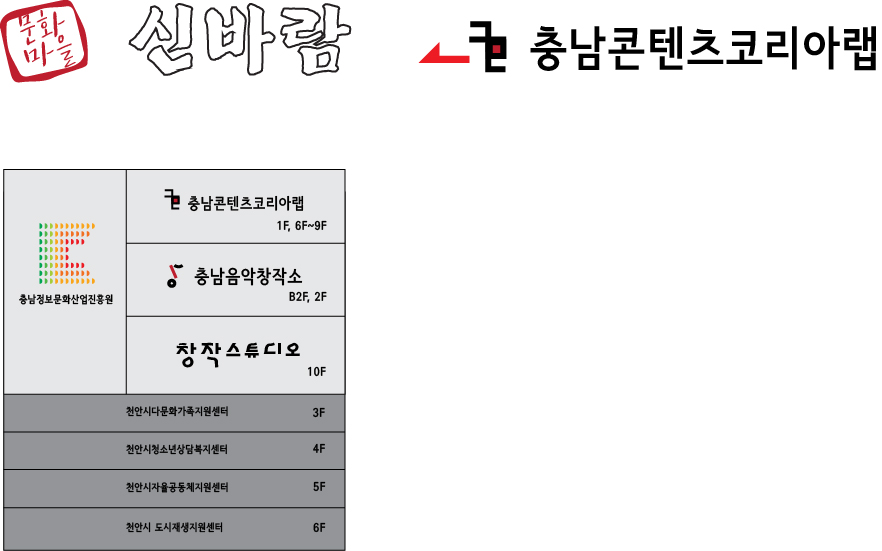 문화
마을
신바람
충남콘텐츠코리아랩
충남정보문화산업진흥원
충남콘텐츠코리아랩
1F, 6F~9F
충남음악창작소
B2F, 2F
창작스튜디오
10F
천안시다문화가족지원센터 3F
천안시청소년상담복지센터 4F
천안시자율공동체지원센터 5F
천안시 도시재생지원센터 6F